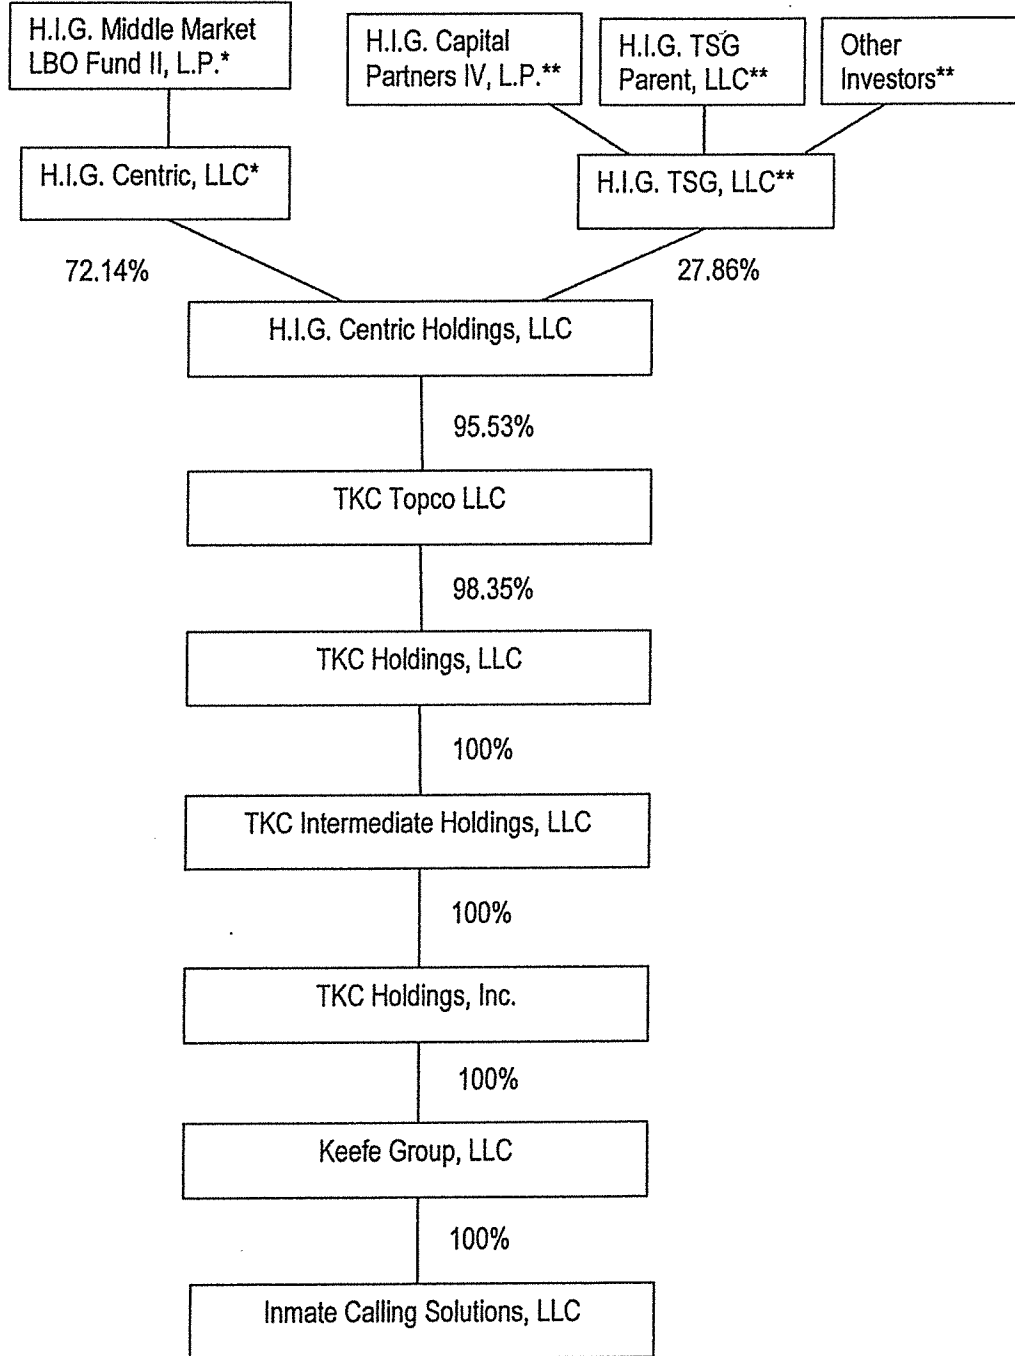 H.I.G. Middle Market
LBO Fund II, L.P.*
H.I.G. Capital
Partners IV, L.P.**
H.I.G. TSG
Parent, LLC**
Other
Investors**
H.I.G. Centric, LLC*
H.I.G. TSG, LLC**
72.14%
27.86%
H.I.G. Centric Holdings, LLC
95.53%
TKC Topco LLC
98.35%
TKC Holdings, LLC
100%
TKC Intermediate Holdings, LLC
100%
TKC Holdings, Inc.
100%
Keefe Group, LLC
100%
Inmate Calling Solutions, LLC